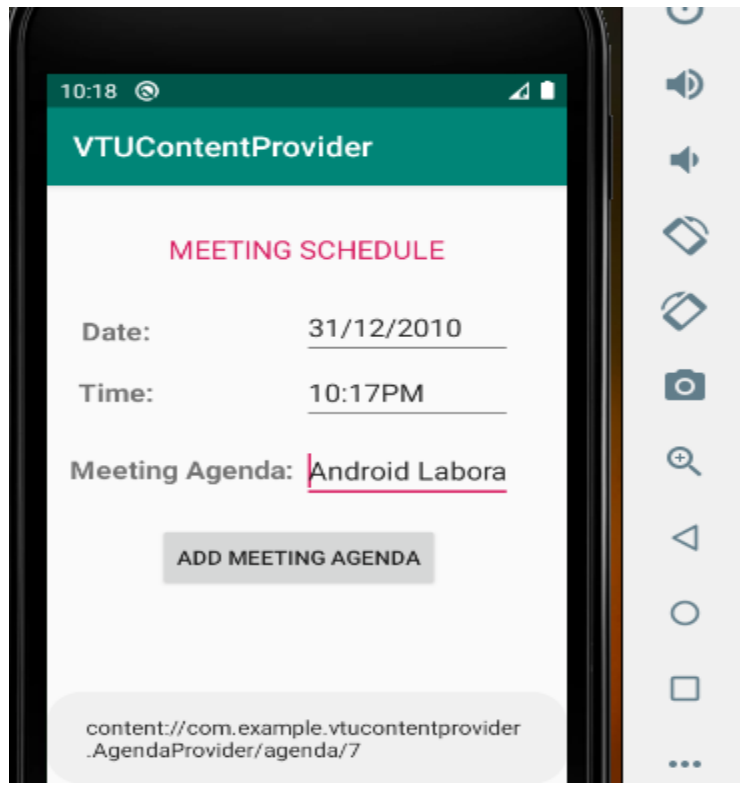 10:18
VTUContentProvider
MEETING SCHEDULE
Date: 31/12/2010
Time: 10:17PM
Meeting Agenda: Android Labora
ADD MEETING AGENDA
content://com.example.vtucontentprovider
.AgendaProvider/agenda/7